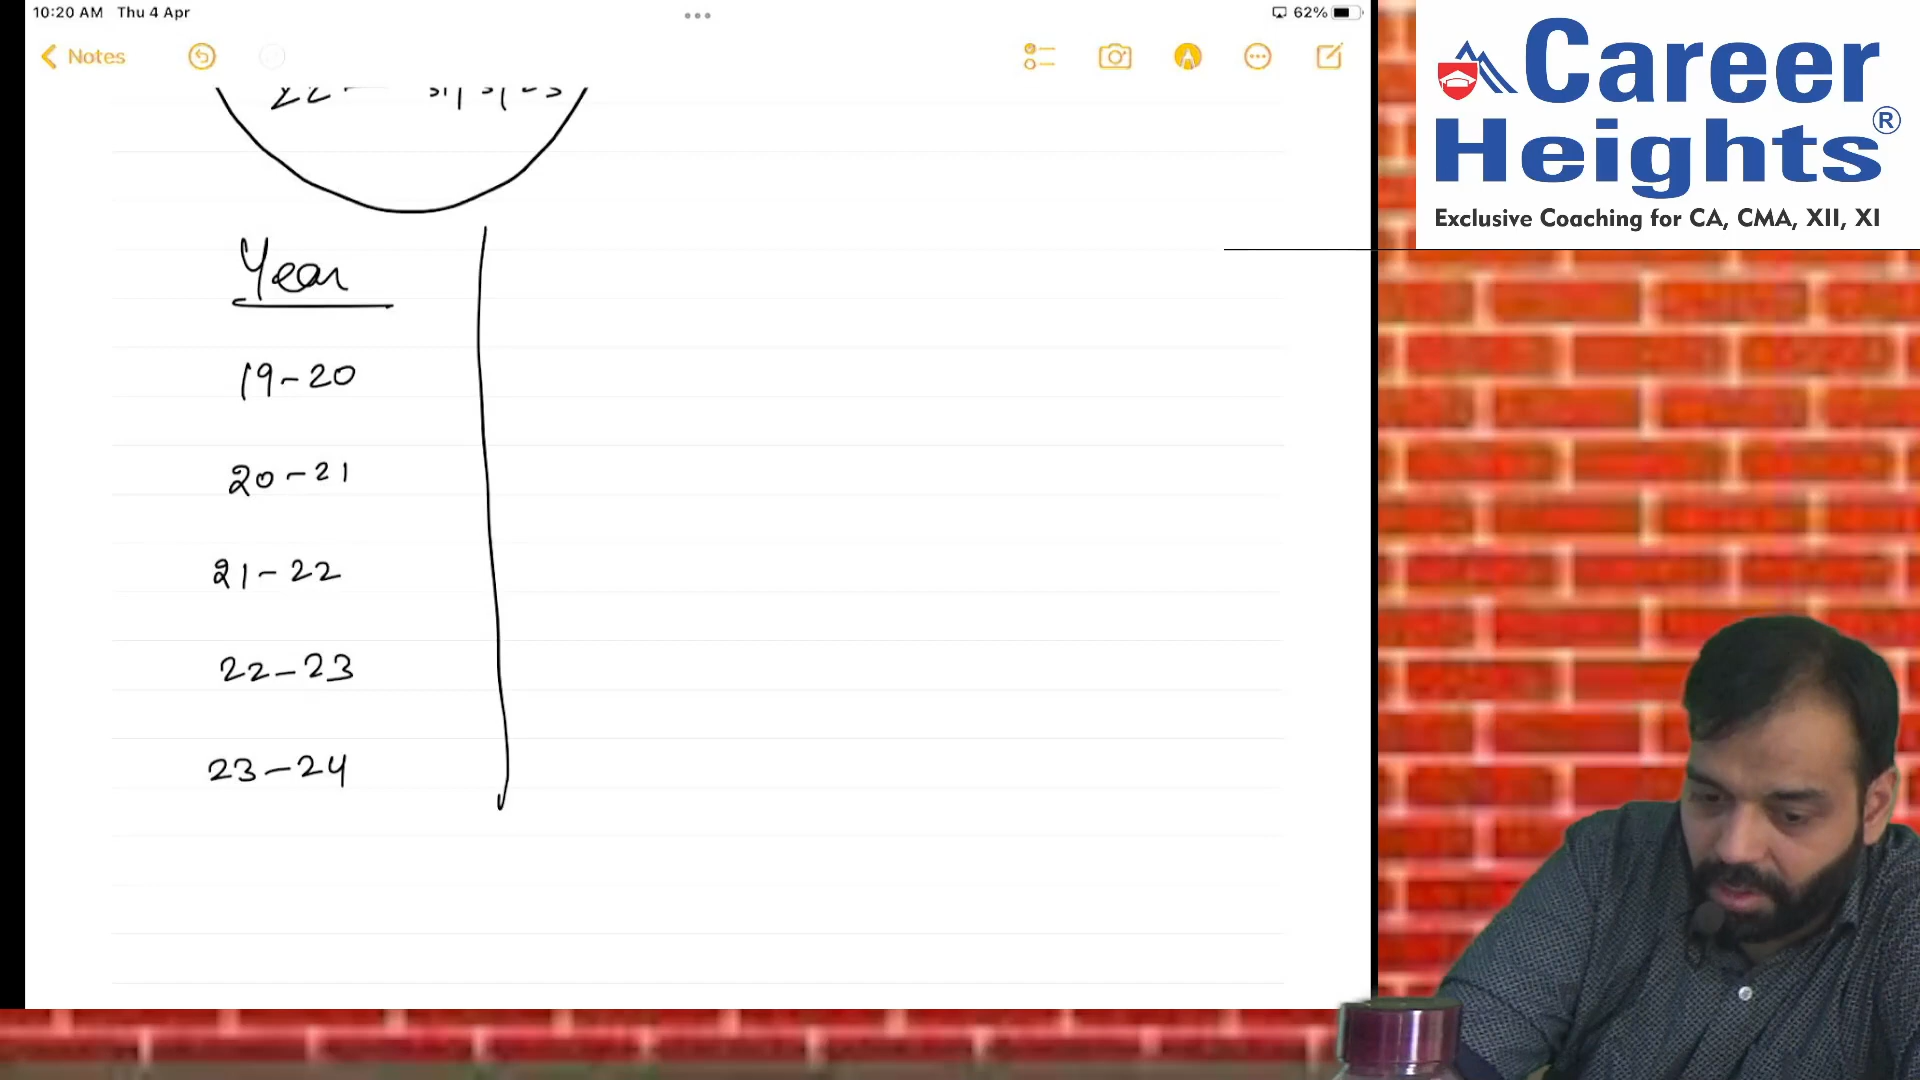 10:20 AM Thu 4 Apr
62%
Notes
Career
Heights®
Exclusive Coaching for CA, CMA, XII, XI
Year
19-20
20-21
21-22
22-23
23-24